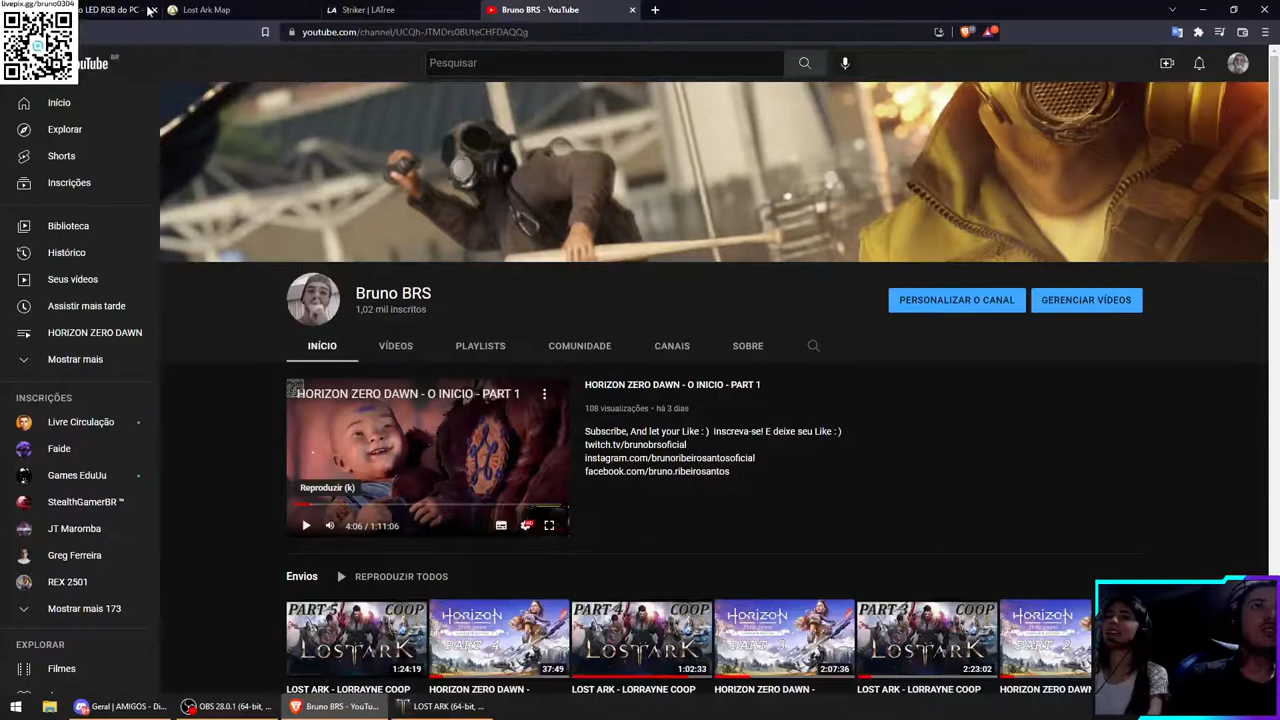 livepix.gg/bruno0304
LED RGB do PC -
Lost Ark Map
LA Striker | LATree
Bruno BRS - YouTube
youtube.com/channel/UCQh-JTMDrs0BUteCHFDAQQg
BR
Pesquisar
Início
Explorar
Shorts
Inscrições
Biblioteca
Histórico
Seus vídeos
Assistir mais tarde
HORIZON ZERO DAWN
Mostrar mais
INSCRIÇÕES
Livre Circulação
Faide
Games EduUu
StealthGamerBR ™
JT Maromba
Greg Ferreira
REX 2501
Mostrar mais 173
EXPLORAR
Filmes
Bruno BRS
1,02 mil inscritos
PERSONALIZAR O CANAL
GERENCIAR VÍDEOS
INÍCIO
VÍDEOS
PLAYLISTS
COMUNIDADE
CANAIS
SOBRE
HORIZON ZERO DAWN - O INICIO - PART 1
Reproduzir (k)
4:06 / 1:11:06
HD
HORIZON ZERO DAWN - O INICIO - PART 1
108 visualizações • há 3 dias
Subscribe, And let your Like : ) Inscreva-se! E deixe seu Like : )
twitch.tv/brunobrsoficial
instagram.com/brunoribeirosantosoficial
facebook.com/bruno.ribeirosantos
Envios
REPRODUZIR TODOS
PART 5 COOP
LOST ARK
1:24:19
HORIZON
PART 4
37:49
PART 4 COOP
LOST ARK
1:02:33
HORIZON
PART 3
2:07:36
PART 3 COOP
LOST ARK
2:23:02
HORIZON
PART 2
LOST ARK - LORRAYNE COOP
HORIZON ZERO DAWN -
LOST ARK - LORRAYNE COOP
HORIZON ZERO DAWN -
LOST ARK - LORRAYNE COOP
HORIZON ZERO DAWN
Geral | AMIGOS - Di...
OBS 28.0.1 (64-bit, ...
Bruno BRS - YouTu...
LOST ARK (64-bit, ...